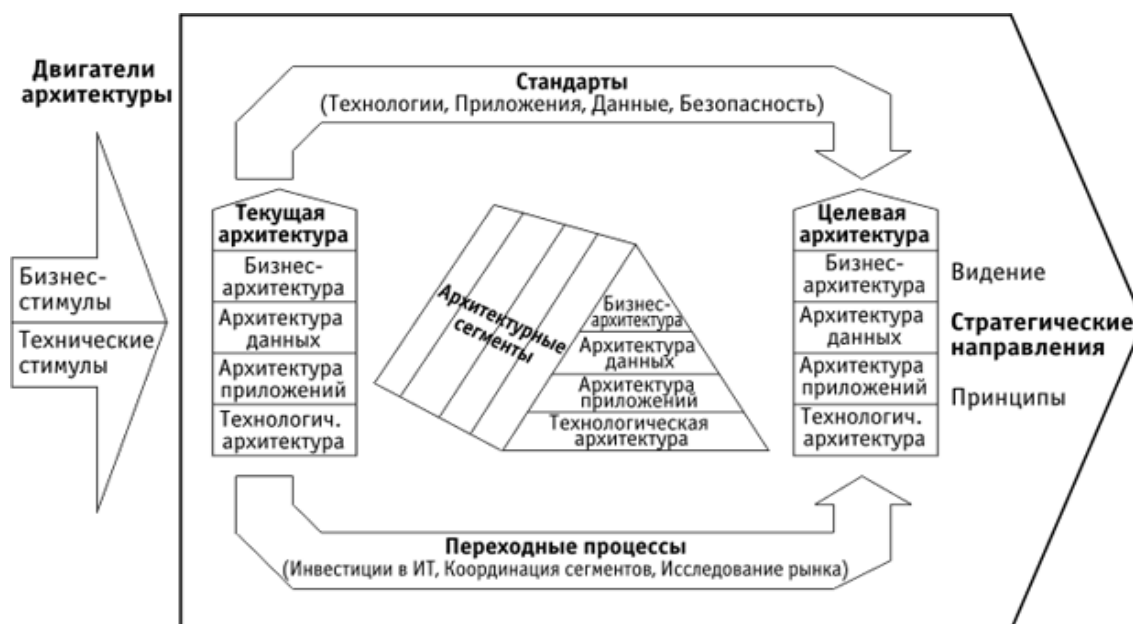 Двигатели
архитектуры
Бизнес-
стимулы
Технические
стимулы
Стандарты
(Технологии, Приложения, Данные, Безопасность)
Текущая
архитектура
Бизнес-
архитектура
Архитектура
данных
Архитектура
приложений
Технологич.
архитектура
Архитектурные
сегменты
Бизнес-
архитектура
Архитектура
данных
Архитектура
приложений
Технологическая
архитектура
Целевая
архитектура
Бизнес-
архитектура
Архитектура
данных
Архитектура
приложений
Технологич.
архитектура
Видение
Стратегические
направления
Принципы
Переходные процессы
(Инвестиции в ИТ, Координация сегментов, Исследование рынка)